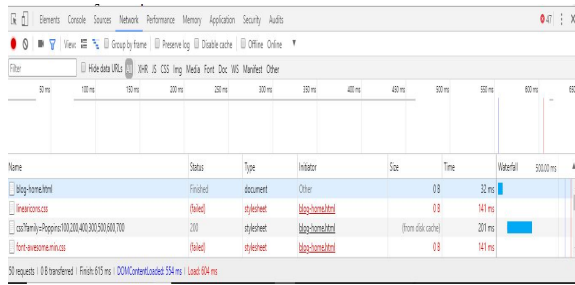 Elements Console Sources Network Performance Memory Application Security Audits 47
View: Group by frame Preserve log Disable cache Offline Online
Filter Hide data URLs All XHR JS CSS Img Media Font Doc WS Manifest Other
50 ms 100 ms 150 ms 200 ms 250 ms 300 ms 350 ms 400 ms 450 ms 500 ms 550 ms 600 ms 650
Name Status Type Initiator Size Time Waterfall 500.00 ms
blog-home.html Finished document Other 0 B 32 ms
linearicons.css (failed) stylesheet blog-home.html 0 B 141 ms
css?family=Poppins:100,200,400,300,500,600,700 200 stylesheet blog-home.html (from disk cache) 201 ms
font-awesome.min.css (failed) stylesheet blog-home.html 0 B 141 ms
50 requests | 0 B transferred | Finish: 615 ms | DOMContentLoaded: 554 ms | Load: 604 ms